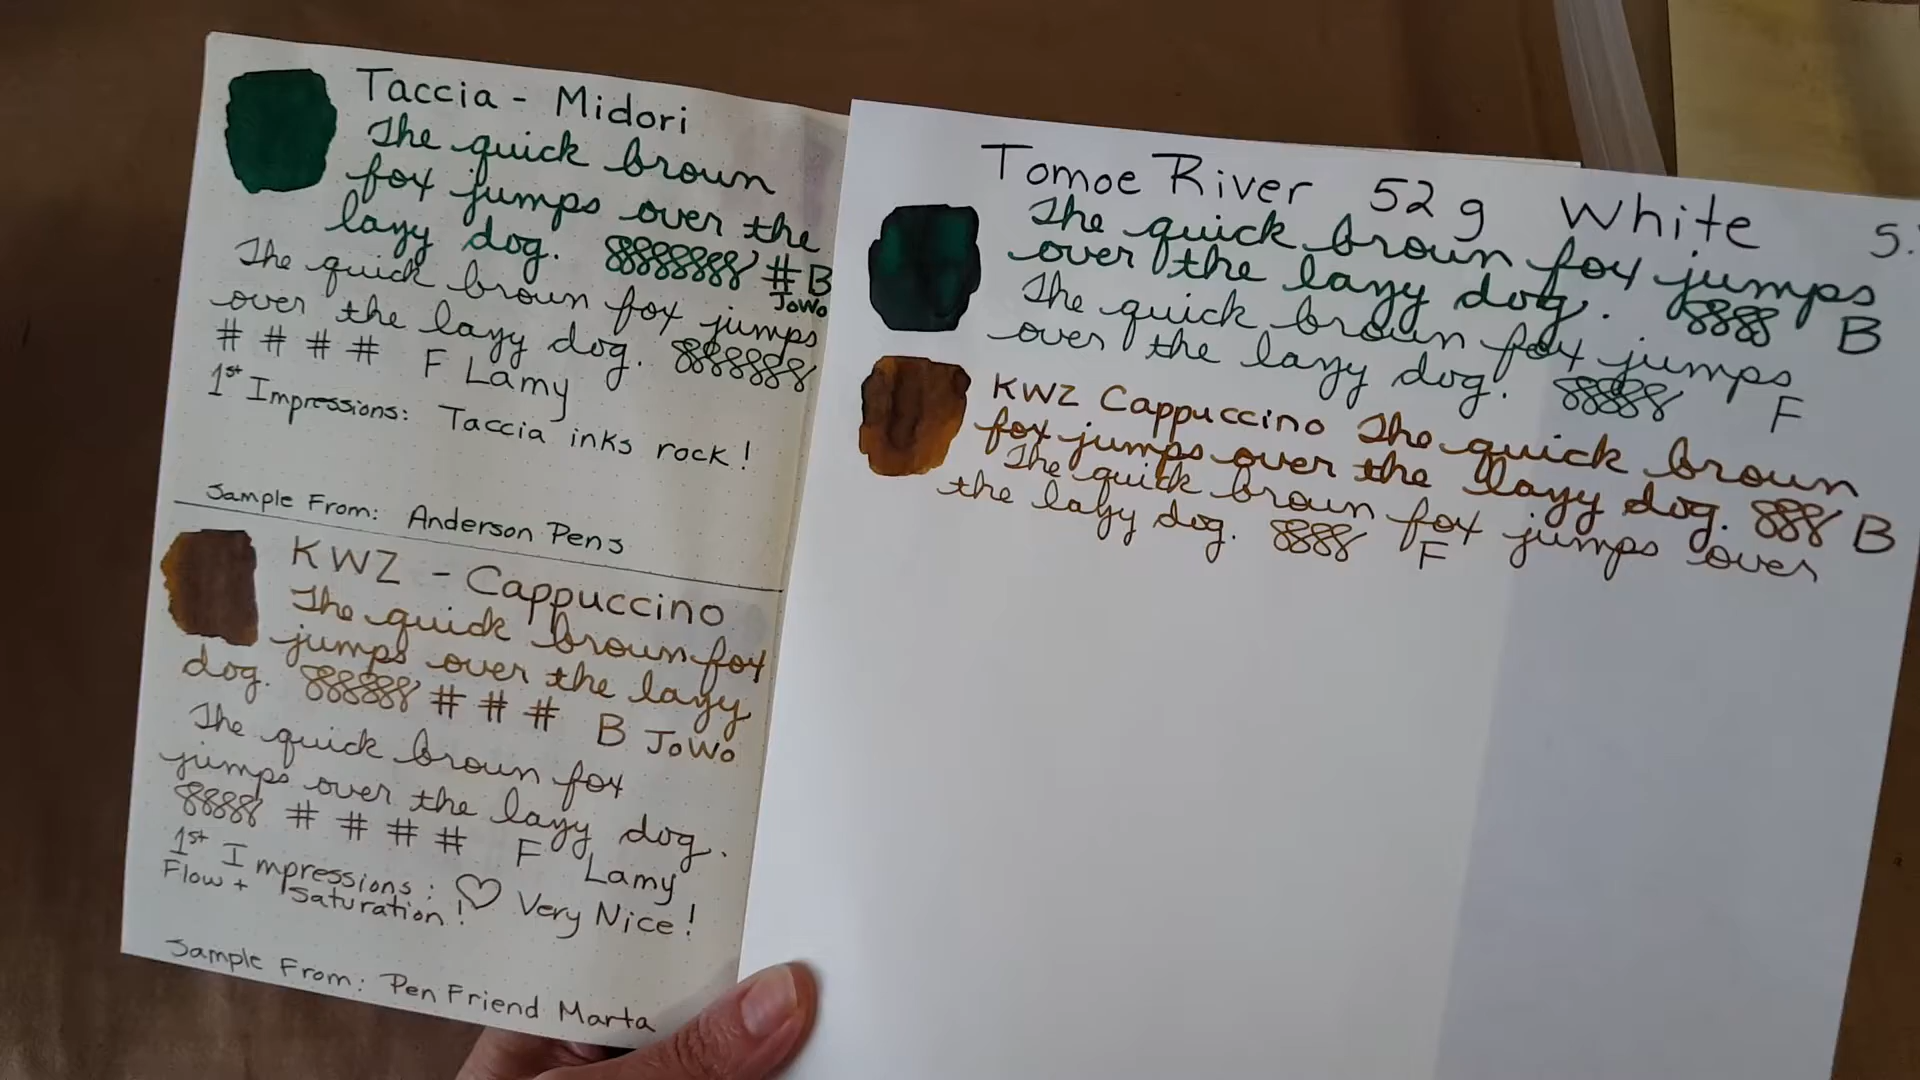 Taccia - Midori
The quick brown
fox jumps over the
lazy dog. 88888888 # B
JoWo
The quick brown fox jumps
over the lazy dog. 8888888
# # # # F Lamy
1st Impressions: Taccia inks rock!
Sample From: Anderson Pens
KWZ - Cappuccino
The quick brown fox
jumps over the lazy
dog. 888888 # # # B JoWo
The quick brown fox
jumps over the lazy dog.
88888 # # # # F Lamy
1st Impressions: ♡ Very Nice!
Flow + Saturation!
Sample From: Pen Friend Marta
Tomoe River 52g White
The quick brown fox jumps
over the lazy dog. 8888 B
The quick brown fox jumps
over the lazy dog. 88888 F
KWZ Cappuccino The quick brown
fox jumps over the lazy dog. 888 B
The quick brown fox jumps over
the lazy dog. 8888 F